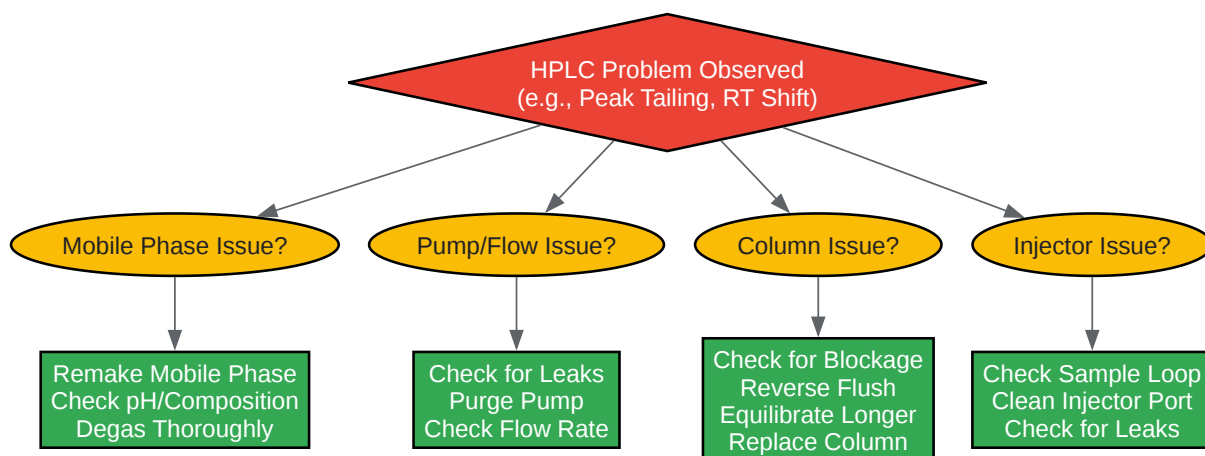 HPLC Problem Observed
(e.g., Peak Tailing, RT Shift)
Mobile Phase Issue?
Pump/Flow Issue?
Column Issue?
Injector Issue?
Remake Mobile Phase
Check pH/Composition
Degas Thoroughly
Check for Leaks
Purge Pump
Check Flow Rate
Check for Blockage
Reverse Flush
Equilibrate Longer
Replace Column
Check Sample Loop
Clean Injector Port
Check for Leaks